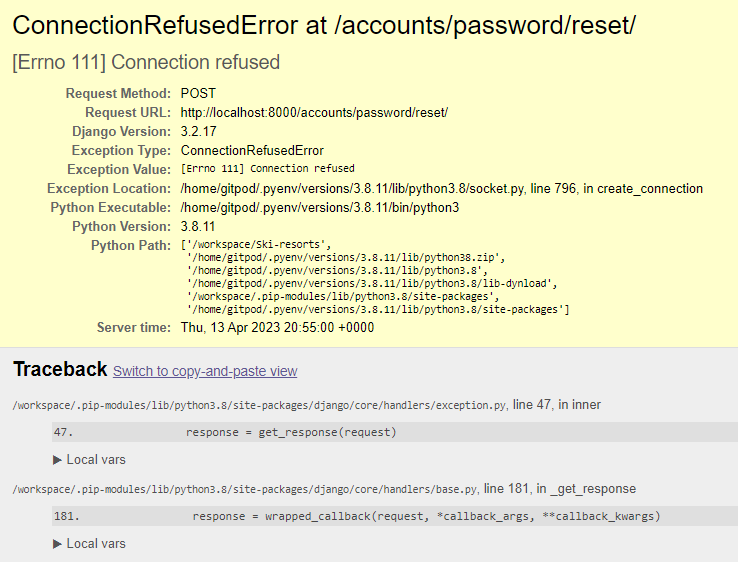 ConnectionRefusedError at /accounts/password/reset/
[Errno 111] Connection refused
Request Method: POST
Request URL: http://localhost:8000/accounts/password/reset/
Django Version: 3.2.17
Exception Type: ConnectionRefusedError
Exception Value: [Errno 111] Connection refused
Exception Location: /home/gitpod/.pyenv/versions/3.8.11/lib/python3.8/socket.py, line 796, in create_connection
Python Executable: /home/gitpod/.pyenv/versions/3.8.11/bin/python3
Python Version: 3.8.11
Python Path: ['/workspace/Ski-resorts',
'/home/gitpod/.pyenv/versions/3.8.11/lib/python38.zip',
'/home/gitpod/.pyenv/versions/3.8.11/lib/python3.8',
'/home/gitpod/.pyenv/versions/3.8.11/lib/python3.8/lib-dynload',
'/workspace/.pip-modules/lib/python3.8/site-packages',
'/home/gitpod/.pyenv/versions/3.8.11/lib/python3.8/site-packages']
Server time: Thu, 13 Apr 2023 20:55:00 +0000
Traceback Switch to copy-and-paste view
/workspace/.pip-modules/lib/python3.8/site-packages/django/core/handlers/exception.py, line 47, in inner
47. response = get_response(request)
▶ Local vars
/workspace/.pip-modules/lib/python3.8/site-packages/django/core/handlers/base.py, line 181, in _get_response
181. response = wrapped_callback(request, *callback_args, **callback_kwargs)
▶ Local vars